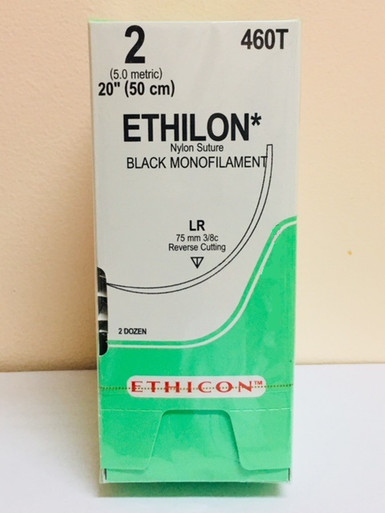 2
460T
(5.0 metric)
20" (50 cm)
ETHILON*
Nylon Suture
BLACK MONOFILAMENT
LR
75 mm 3/8c
Reverse Cutting
2 DOZEN
ETHICON™